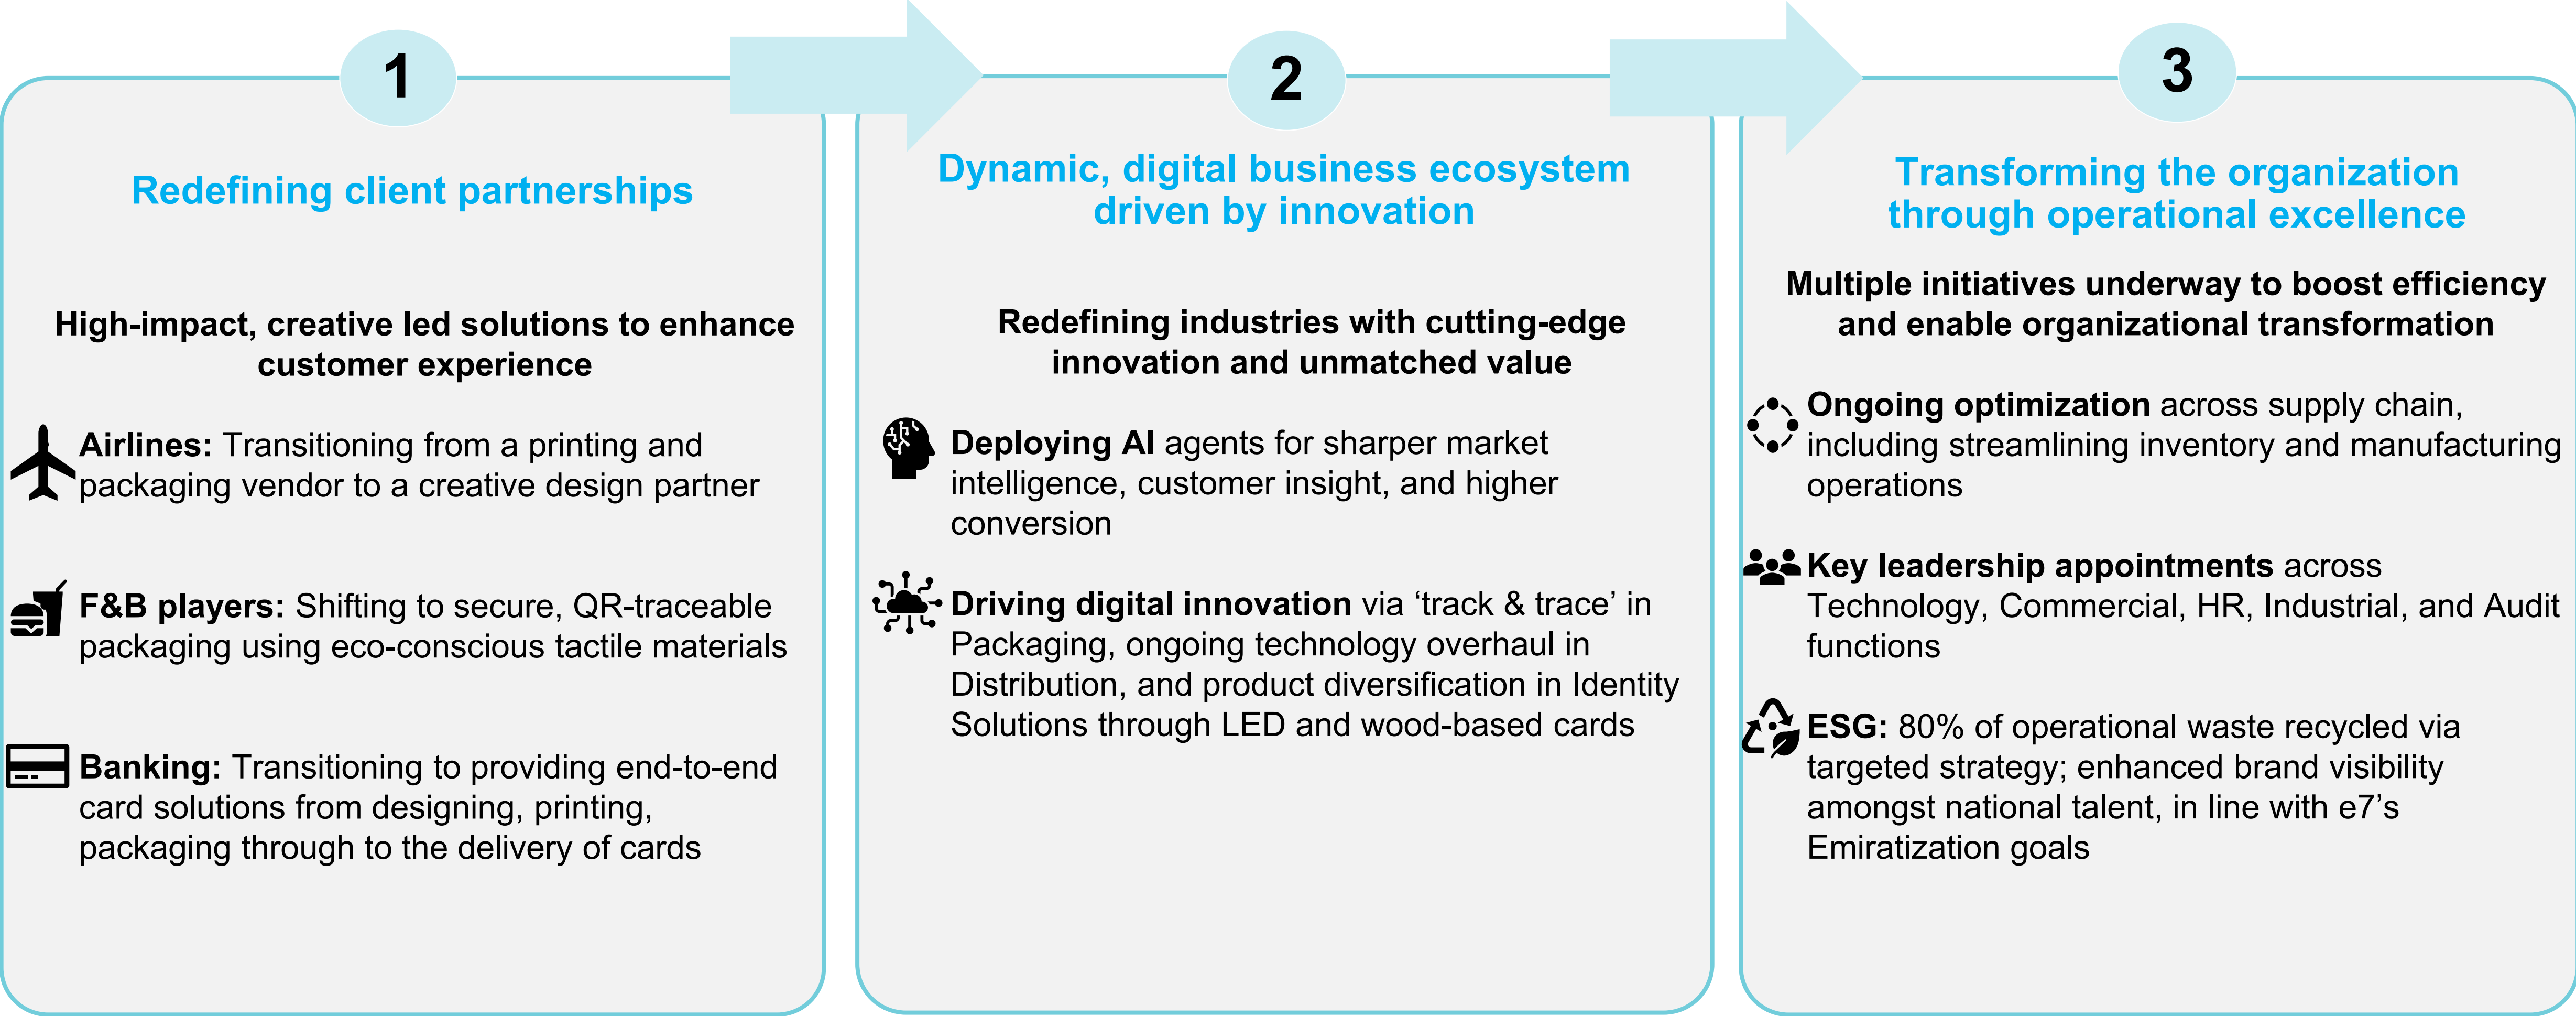 1
Redefining client partnerships
High-impact, creative led solutions to enhance
customer experience
Airlines: Transitioning from a printing and
packaging vendor to a creative design partner
F&B players: Shifting to secure, QR-traceable
packaging using eco-conscious tactile materials
Banking: Transitioning to providing end-to-end
card solutions from designing, printing,
packaging through to the delivery of cards
2
Dynamic, digital business ecosystem
driven by innovation
Redefining industries with cutting-edge
innovation and unmatched value
Deploying AI agents for sharper market
intelligence, customer insight, and higher
conversion
Driving digital innovation via ‘track & trace’ in
Packaging, ongoing technology overhaul in
Distribution, and product diversification in Identity
Solutions through LED and wood-based cards
3
Transforming the organization
through operational excellence
Multiple initiatives underway to boost efficiency
and enable organizational transformation
Ongoing optimization across supply chain,
including streamlining inventory and manufacturing
operations
Key leadership appointments across
Technology, Commercial, HR, Industrial, and Audit
functions
ESG: 80% of operational waste recycled via
targeted strategy; enhanced brand visibility
amongst national talent, in line with e7’s
Emiratization goals